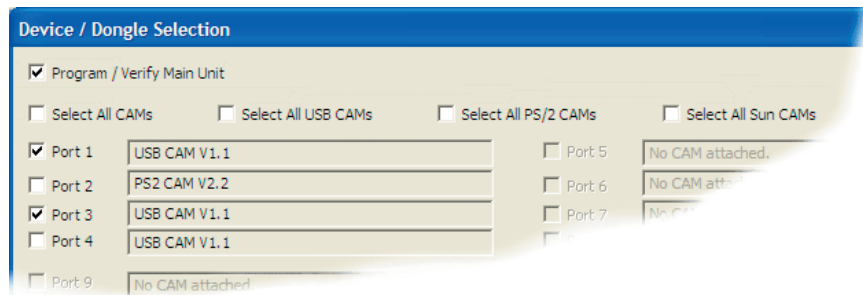 Device / Dongle Selection
Program / Verify Main Unit
Select All CAMs Select All USB CAMs Select All PS/2 CAMs Select All Sun CAMs
Port 1 USB CAM V1.1 Port 5 No CAM attached.
Port 2 PS2 CAM V2.2 Port 6 No CAM
Port 3 USB CAM V1.1 Port 7 No
Port 4 USB CAM V1.1
Port 9 No CAM attached.